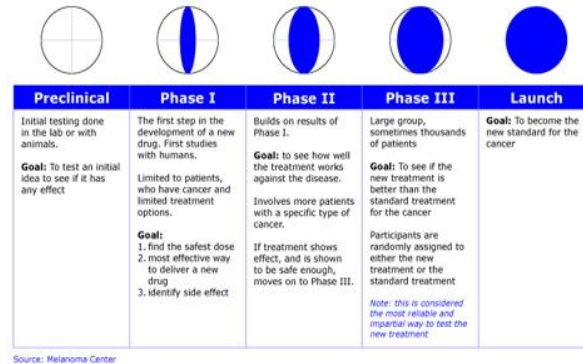 Preclinical
Initial testing done
in the lab or with
animals.
Goal: To test an initial
idea to see if it has
any effect
Phase I
The first step in the
development of a new
drug. First studies
with humans.
Limited to patients,
who have cancer and
limited treatment
options.
Goal:
1. find the safest dose
2. most effective way
to deliver a new
drug
3. identify side effect
Phase II
Builds on results of
Phase I.
Goal: to see how well
the treatment works
against the disease.
Involves more patients
with a specific type of
cancer.
If treatment shows
effect, and is shown
to be safe enough,
moves on to Phase III.
Phase III
Large group,
sometimes thousands
of patients
Goal: To see if the
new treatment is
better than the
standard treatment
for the cancer
Participants are
randomly assigned to
either the new
treatment or the
standard treatment
Note: this is considered
the most reliable and
impartial way to test the
new treatment
Launch
Goal: To become the
new standard for the
cancer
Source: Melanoma Center